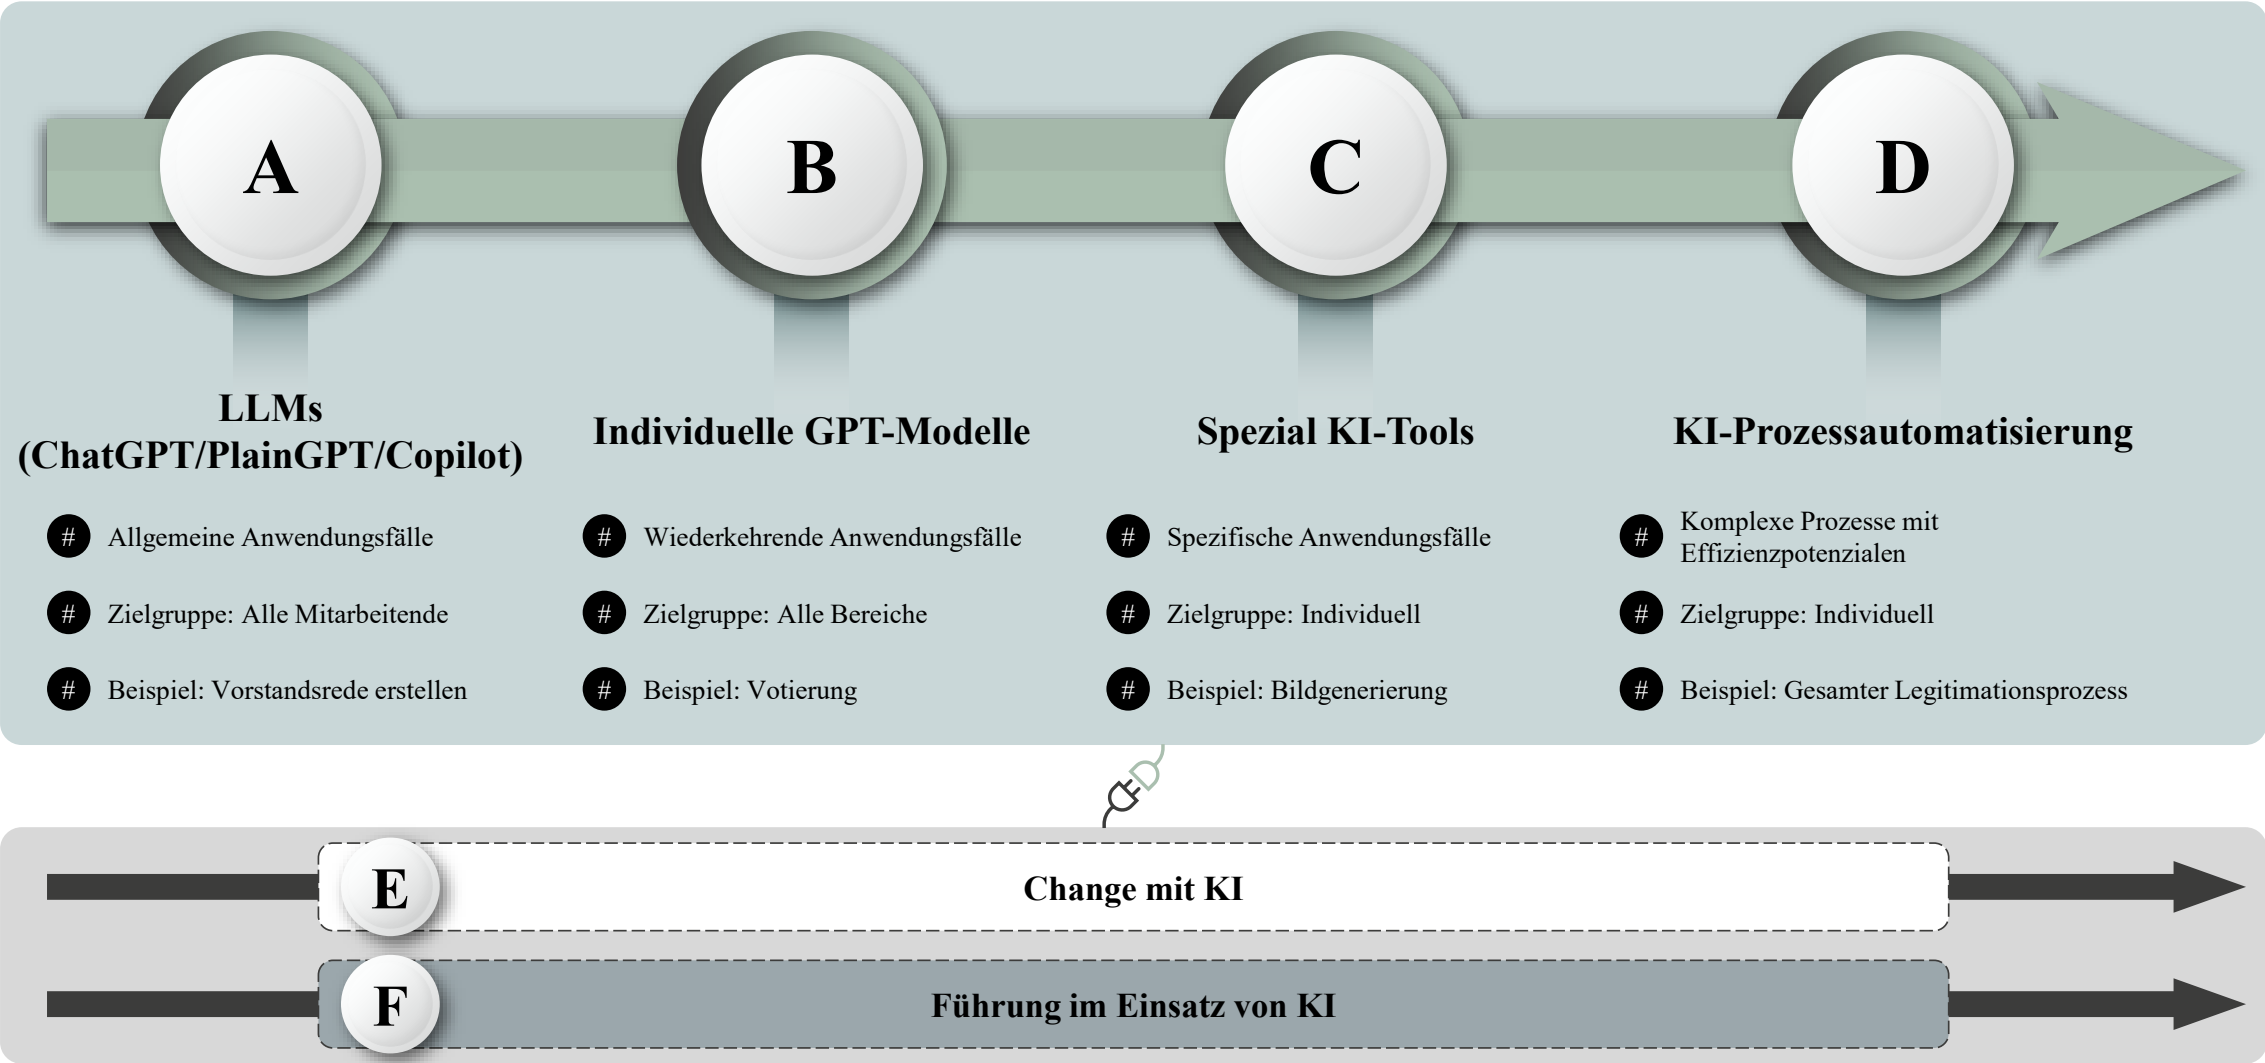 A
B
C
D
LLMs
(ChatGPT/PlainGPT/Copilot)
# Allgemeine Anwendungsfälle
# Zielgruppe: Alle Mitarbeitende
# Beispiel: Vorstandsrede erstellen
Individuelle GPT-Modelle
# Wiederkehrende Anwendungsfälle
# Zielgruppe: Alle Bereiche
# Beispiel: Votierung
Spezial KI-Tools
# Spezifische Anwendungsfälle
# Zielgruppe: Individuell
# Beispiel: Bildgenerierung
KI-Prozessautomatisierung
# Komplexe Prozesse mit
Effizienzpotenzialen
# Zielgruppe: Individuell
# Beispiel: Gesamter Legitimationsprozess
E Change mit KI
F Führung im Einsatz von KI